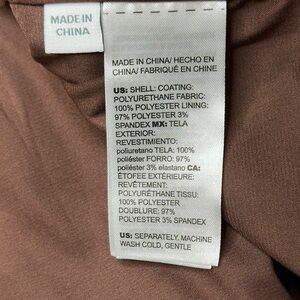 MADE IN
CHINA
MADE IN CHINA/ HECHO EN
CHINA/ FABRIQUÉ EN CHINE
US: SHELL: COATING:
POLYURETHANE FABRIC:
100% POLYESTER LINING:
97% POLYESTER 3%
SPANDEX MX: TELA
EXTERIOR:
REVESTIMIENTO:
poliuretano TELA: 100%
poliéster FORRO: 97%
poliéster 3% elastano CA:
ÉTOFEE EXTÉRIEURE:
REVÊTEMENT:
POLYURÉTHANE TISSU:
100% POLYESTER
DOUBLURE: 97%
POLYESTER 3% SPANDEX
US: SEPARATELY. MACHINE
WASH COLD, GENTLE